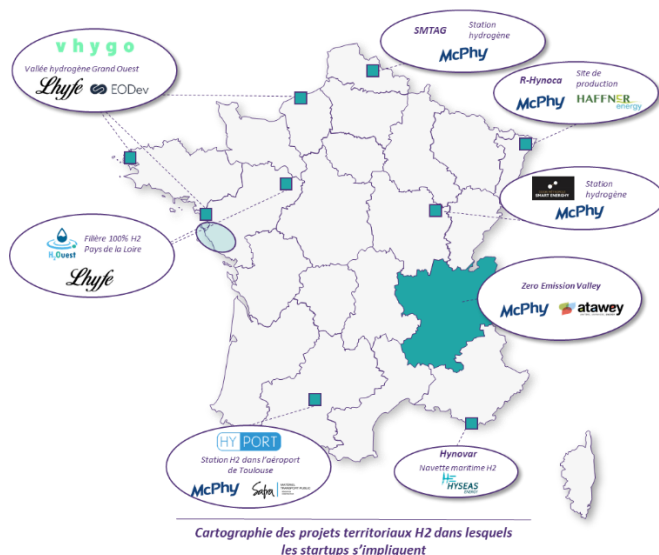 vhygo
Vallée hydrogène Grand Ouest
Lhyfe EODev
SMTAG Station
hydrogène
McPhy
R-Hynoca Site de
production
McPhy HAFFNER
energy
Station
hydrogène
McPhy
H2Ouest Fillère 100% H2
Pays de la Loire
Lhyfe
Zero Emission Valley
McPhy atawey
HYPORT
Station H2 dans l'aéroport
de Toulouse
McPhy Safra
Hynovar
Navette maritime H2
HYSEAS
ENERGY
Cartographie des projets territoriaux H2 dans lesquels
les startups s'impliquent